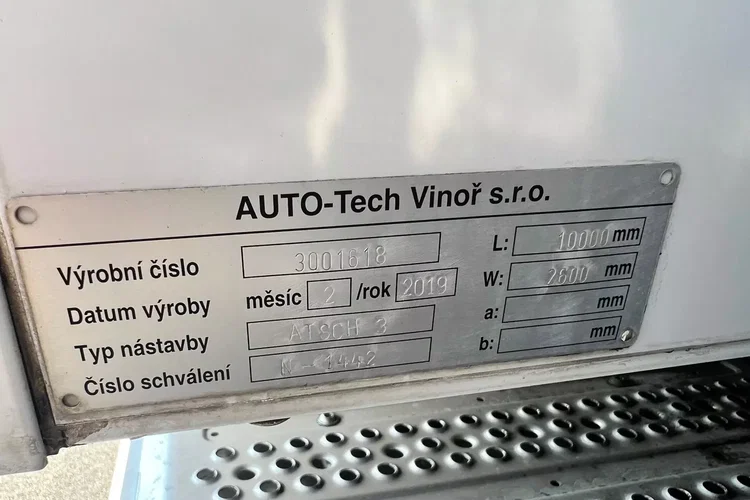 AUTO-Tech Vinoř s.r.o.
Výrobní číslo 3001618 L: 10000 mm
Datum výroby měsíc 2 /rok 2019 W: 2600 mm
Typ nástavby ATSCH 3 a: mm
Číslo schválení N-1442 b: mm